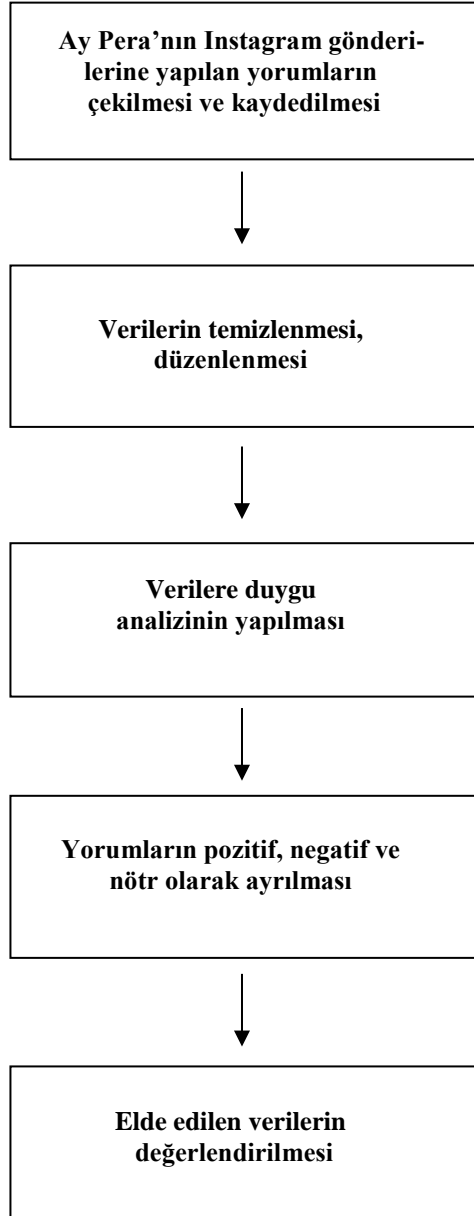 Ay Pera’nın Instagram gönderi-
lerine yapılan yorumların
çekilmesi ve kaydedilmesi
Verilerin temizlenmesi,
düzenlenmesi
Verilere duygu
analizinin yapılması
Yorumların pozitif, negatif ve
nötr olarak ayrılması
Elde edilen verilerin
değerlendirilmesi